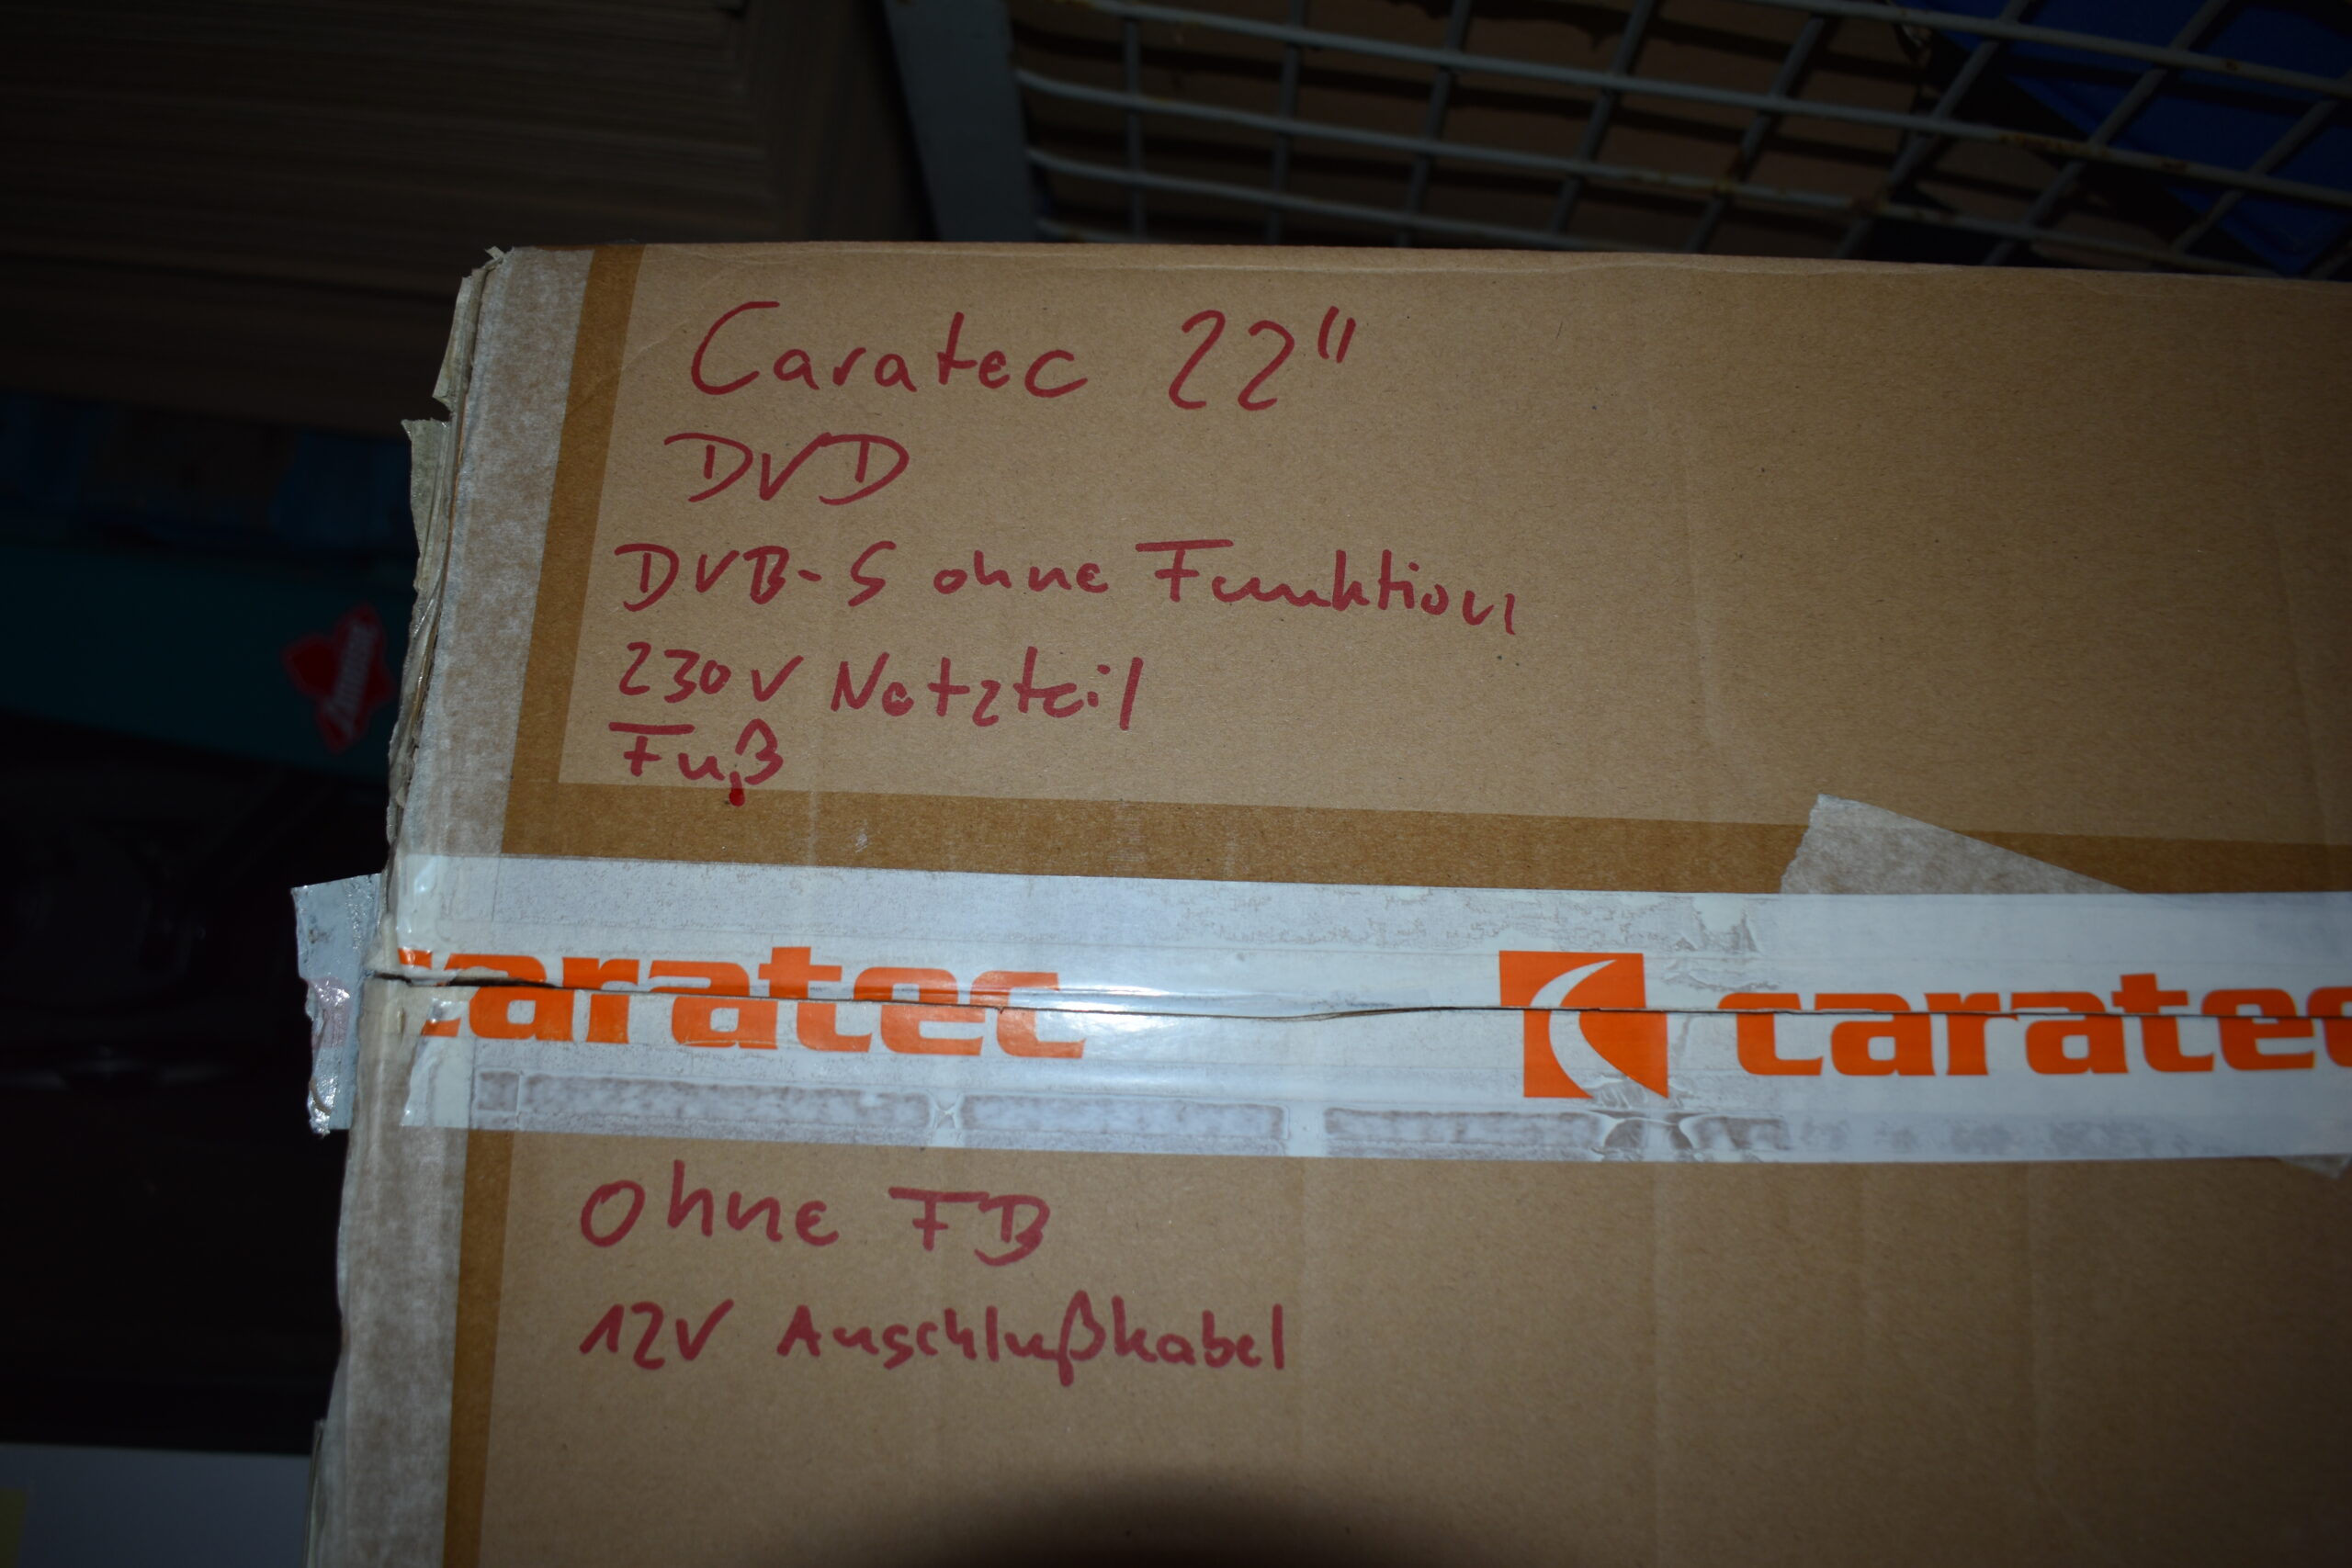 Caratec 22"
DVD
DVB-S ohne Funktion
230V Netzteil
Fuß
caratec caratec
ohne FB
12V Anschlußkabel